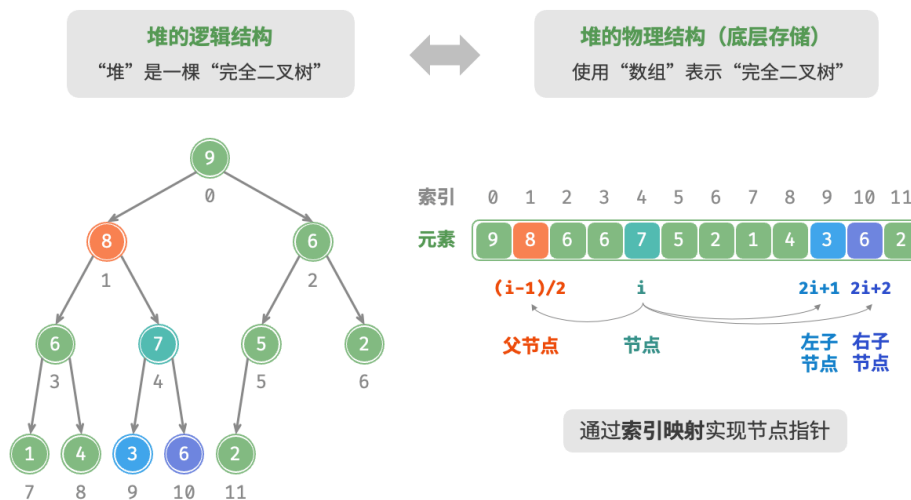 堆的逻辑结构
“堆”是一棵“完全二叉树”
堆的物理结构（底层存储）
使用“数组”表示“完全二叉树”
9
0
8 6
1 2
6 7 5 2
3 4 5 6
1 4 3 6 2
7 8 9 10 11
索引 0 1 2 3 4 5 6 7 8 9 10 11
元素 9 8 6 6 7 5 2 1 4 3 6 2
(i-1)/2 i 2i+1 2i+2
父节点 节点 左子节点 右子节点
通过索引映射实现节点指针